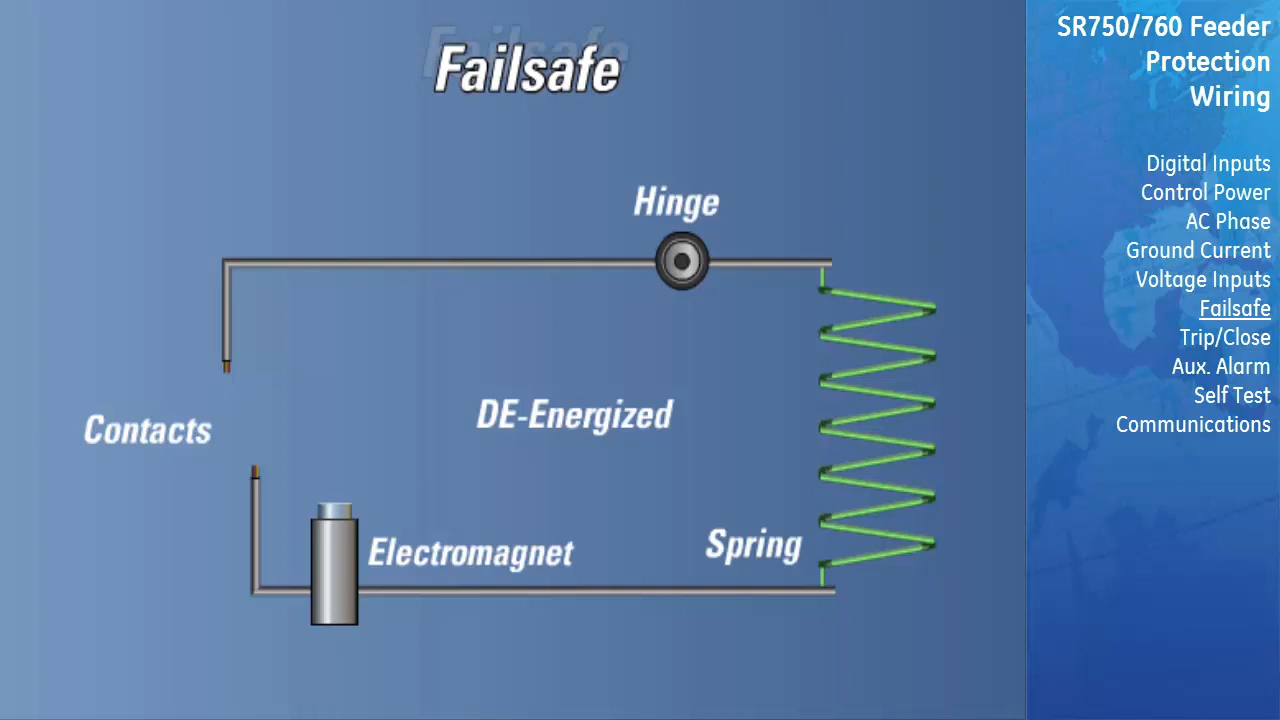 Failsafe
Hinge
Contacts
DE-Energized
Electromagnet
Spring
SR750/760 Feeder
Protection
Wiring
Digital Inputs
Control Power
AC Phase
Ground Current
Voltage Inputs
Failsafe
Trip/Close
Aux. Alarm
Self Test
Communications